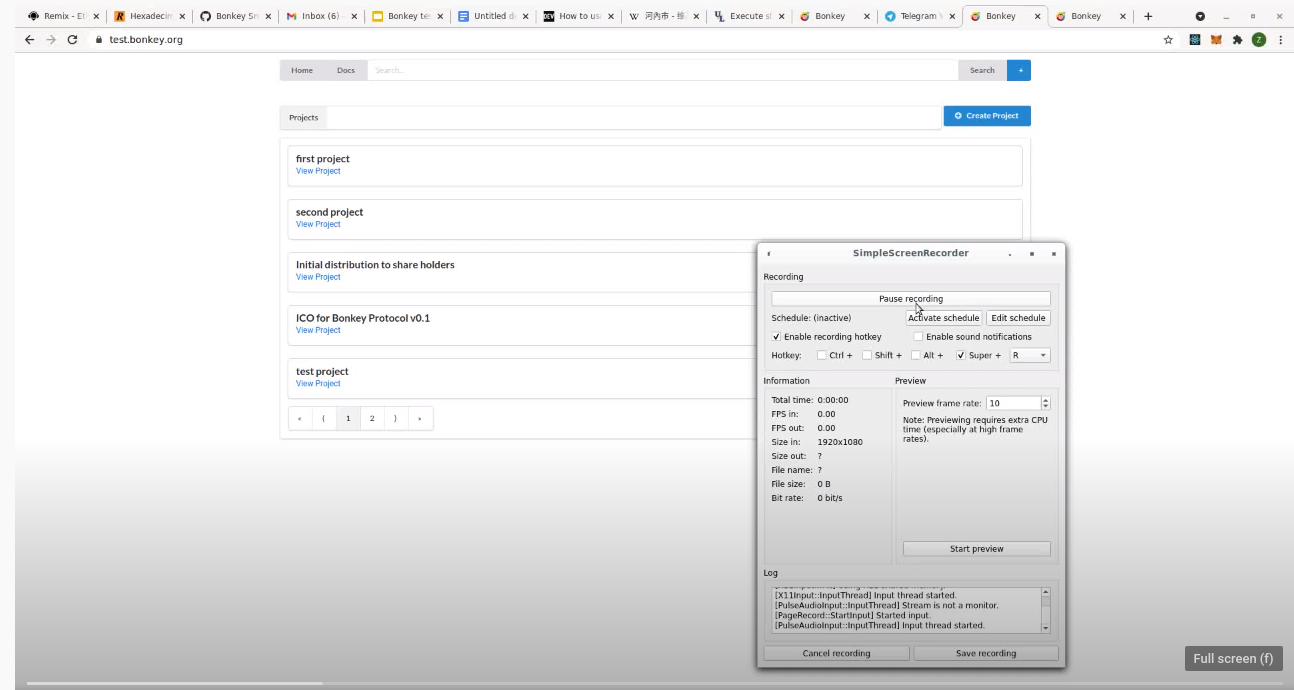 Remix - Et
Hexadecim
Bonkey Sm
Inbox (6) -
Bonkey te
Untitled d
DEV How to us
W 河內市 - 維
Execute s
Bonkey
Telegram
Bonkey
Bonkey
test.bonkey.org
Z
Home Docs Search... Search +
Projects Create Project
first project
View Project
second project
View Project
Initial distribution to share holders
View Project
ICO for Bonkey Protocol v0.1
View Project
test project
View Project
« ⟨ 1 2 ⟩ »
SimpleScreenRecorder
Recording
Pause recording
Schedule: (inactive) Activate schedule Edit schedule
Enable recording hotkey Enable sound notifications
Hotkey: Ctrl + Shift + Alt + Super + R
Information
Total time: 0:00:00
FPS in: 0.00
FPS out: 0.00
Size in: 1920x1080
Size out: ?
File name: ?
File size: 0 B
Bit rate: 0 bit/s
Preview
Preview frame rate: 10
Note: Previewing requires extra CPU
time (especially at high frame
rates).
Start preview
Log
[X11Input::InputThread] Input thread started.
[PulseAudioInput::InputThread] Stream is not a monitor.
[PageRecord::StartInput] Started input.
[PulseAudioInput::InputThread] Input thread started.
Cancel recording Save recording
Full screen (f)